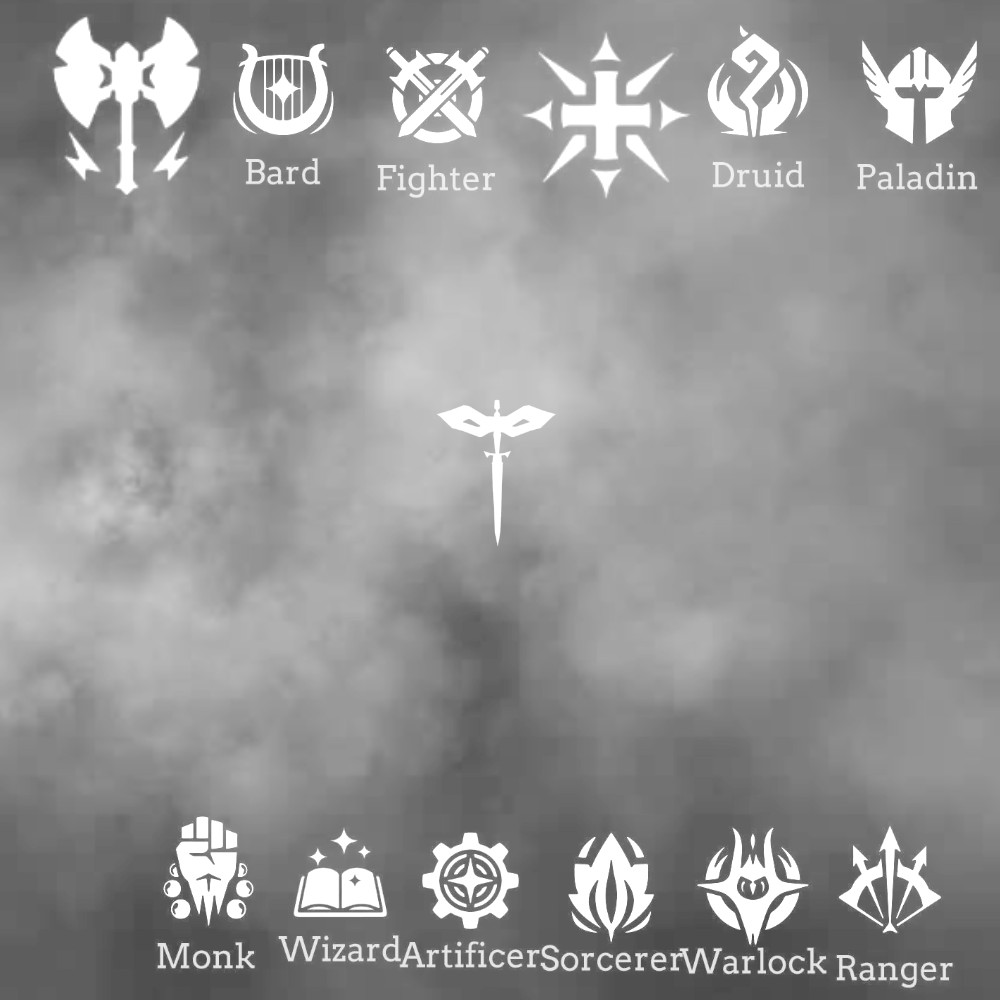 Bard
Fighter
Druid
Paladin
Monk
Wizard
Artificer
Sorcerer
Warlock
Ranger